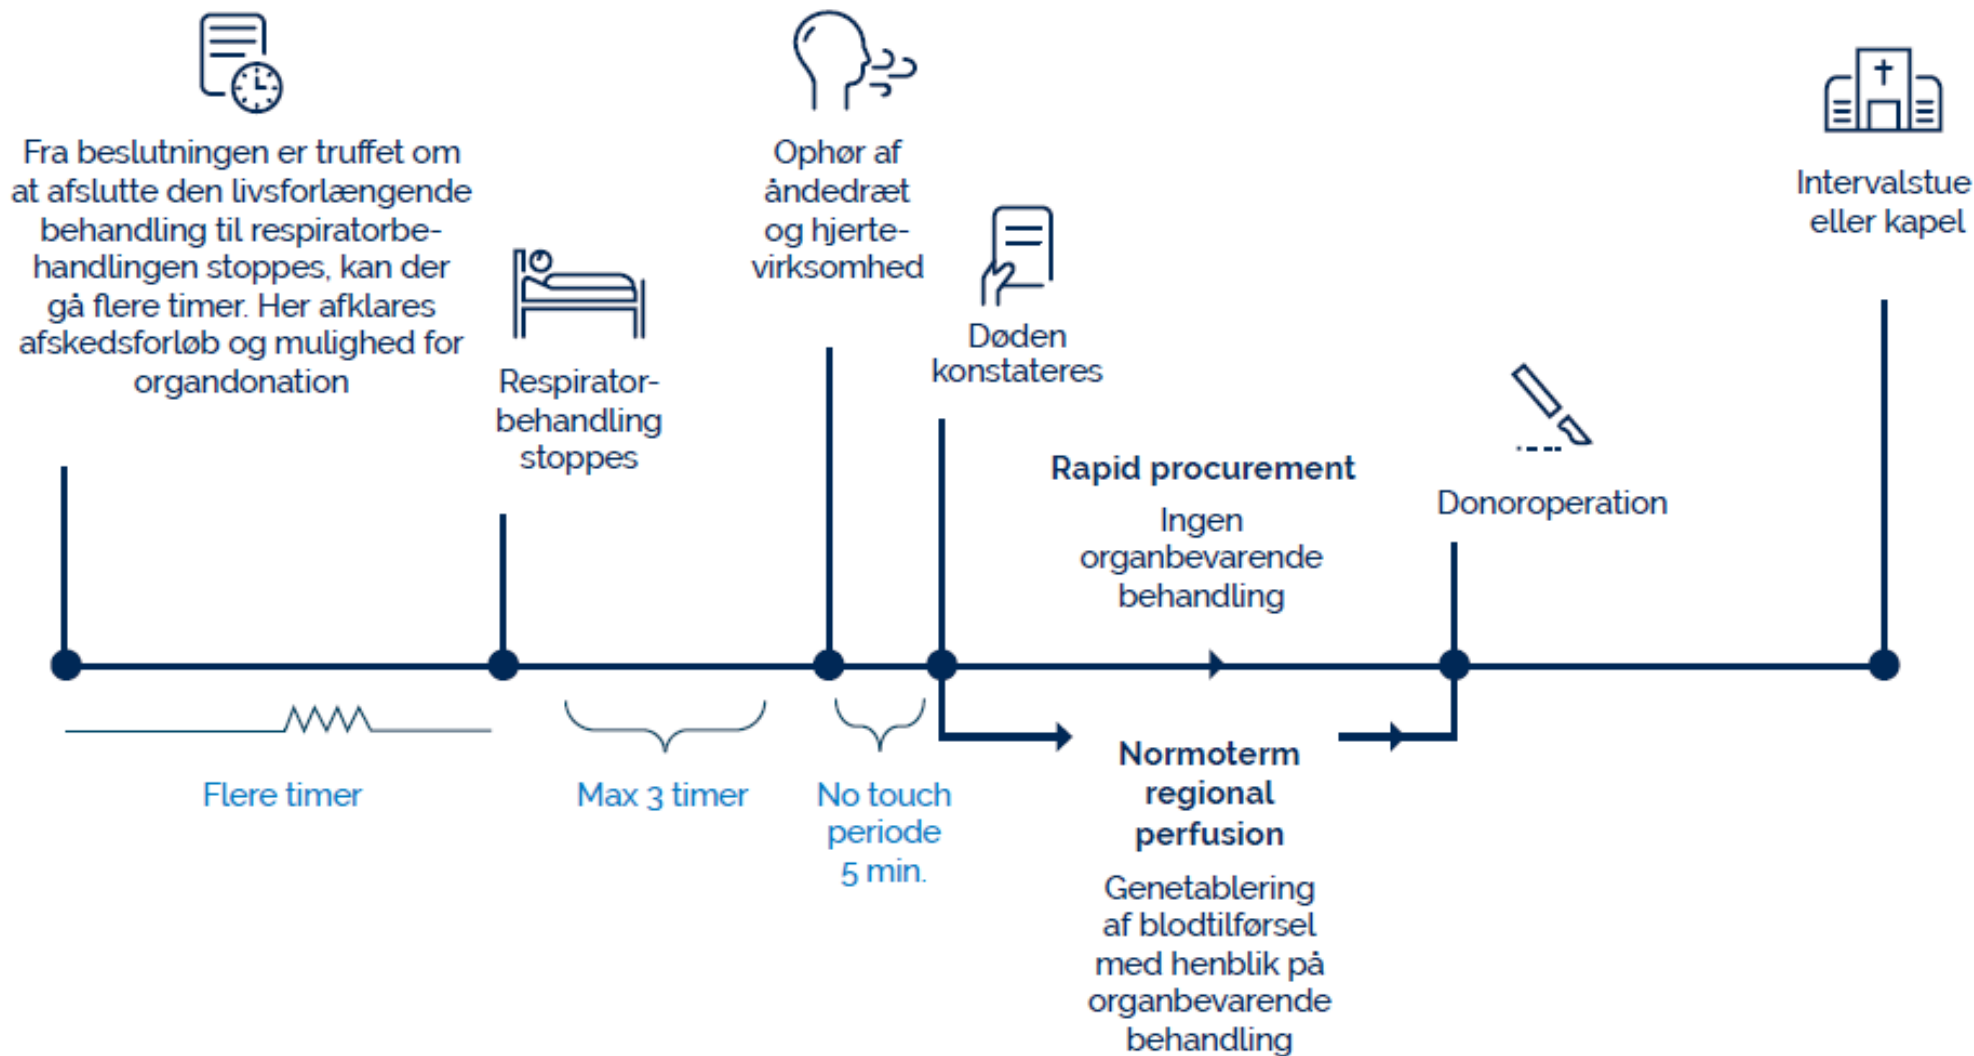 Fra beslutningen er truffet om
at afslutte den livsforlængende
behandling til respiratorbe-
handlingen stoppes, kan der
gå flere timer. Her afklares
afskedsforløb og mulighed for
organdonation
Respirator-
behandling
stoppes
Ophør af
åndedræt
og hjerte-
virksomhed
Døden
konstateres
Rapid procurement
Ingen
organbevarende
behandling
Donoroperation
Intervalstue
eller kapel
Flere timer
Max 3 timer
No touch
periode
5 min.
Normoterm
regional
perfusion
Genetablering
af blodtilførsel
med henblik på
organbevarende
behandling